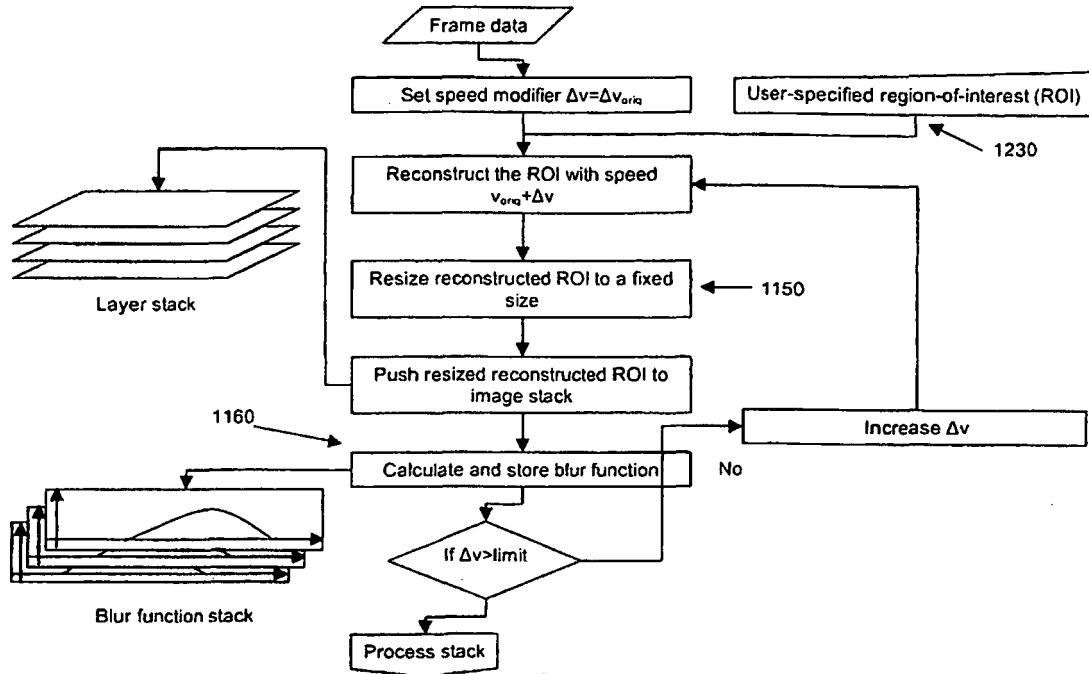 Frame data
Set speed modifier Δv=Δvorig
User-specified region-of-interest (ROI)
1230
Reconstruct the ROI with speed
vorig+Δv
Resize reconstructed ROI to a fixed
size
1150
Layer stack
Push resized reconstructed ROI to
image stack
1160
Increase Δv
Calculate and store blur function
No
If Δv>limit
Blur function stack
Process stack